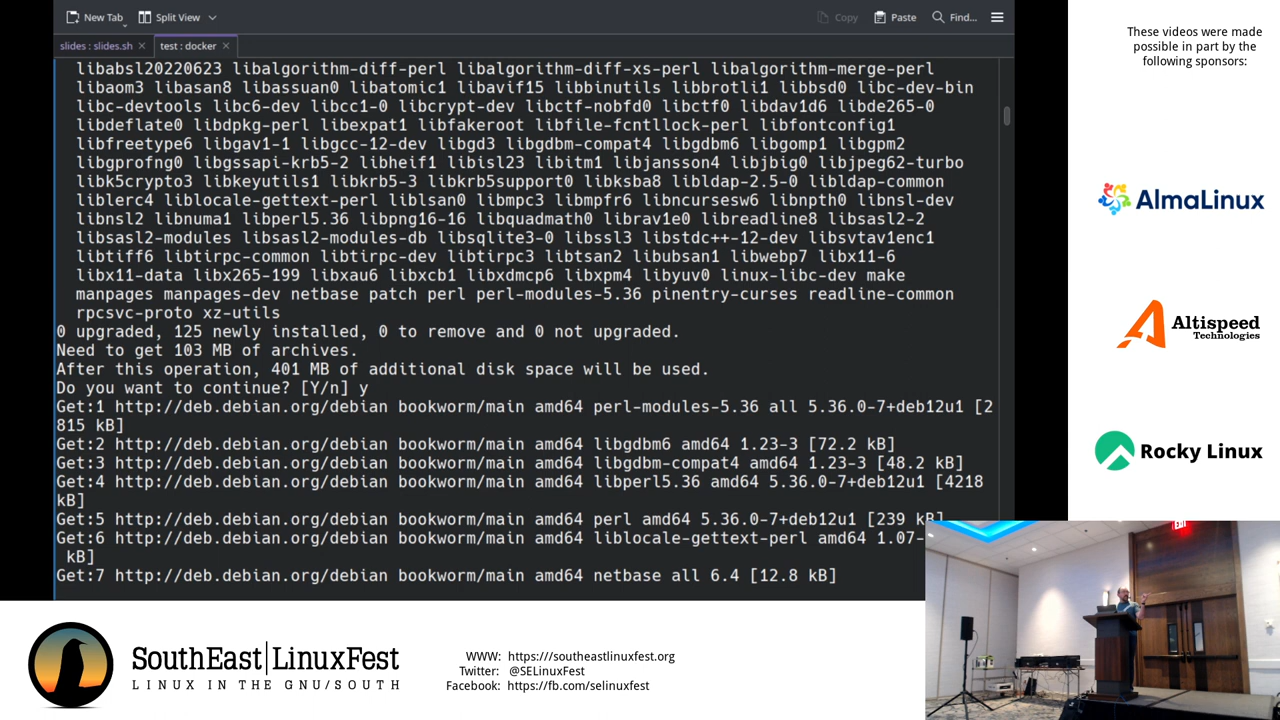 New Tab
Split View
Copy
Paste
Find...
slides : slides.sh
test : docker
libabsl20220623 libalgorithm-diff-perl libalgorithm-diff-xs-perl libalgorithm-merge-perl
libaom3 libasan8 libassuan0 libatomic1 libavif15 libbinutils libbrotli1 libbsd0 libc-dev-bin
libc-devtools libc6-dev libcc1-0 libcrypt-dev libctf-nobfd0 libctf0 libdav1d6 libde265-0
libdeflate0 libdpkg-perl libexpat1 libfakeroot libfile-fcntllock-perl libfontconfig1
libfreetype6 libgav1-1 libgcc-12-dev libgd3 libgdbm-compat4 libgdbm6 libgomp1 libgpm2
libgprofng0 libgssapi-krb5-2 libheif1 libisl23 libitm1 libjansson4 libjbig0 libjpeg62-turbo
libk5crypto3 libkeyutils1 libkrb5-3 libkrb5support0 libksba8 libldap-2.5-0 libldap-common
liblerc4 liblocale-gettext-perl liblsan0 libmpc3 libmpfr6 libncursesw6 libnpth0 libnsl-dev
libnsl2 libnuma1 libperl5.36 libpng16-16 libquadmath0 librav1e0 libreadline8 libsasl2-2
libsasl2-modules libsasl2-modules-db libsqlite3-0 libssl3 libstdc++-12-dev libsvtav1enc1
libtiff6 libtirpc-common libtirpc-dev libtirpc3 libtsan2 libubsan1 libwebp7 libx11-6
libx11-data libx265-199 libxau6 libxcb1 libxdmcp6 libxpm4 libyuv0 linux-libc-dev make
manpages manpages-dev netbase patch perl perl-modules-5.36 pinentry-curses readline-common
rpcsvc-proto xz-utils
0 upgraded, 125 newly installed, 0 to remove and 0 not upgraded.
Need to get 103 MB of archives.
After this operation, 401 MB of additional disk space will be used.
Do you want to continue? [Y/n] y
Get:1 http://deb.debian.org/debian bookworm/main amd64 perl-modules-5.36 all 5.36.0-7+deb12u1 [2
815 kB]
Get:2 http://deb.debian.org/debian bookworm/main amd64 libgdbm6 amd64 1.23-3 [72.2 kB]
Get:3 http://deb.debian.org/debian bookworm/main amd64 libgdbm-compat4 amd64 1.23-3 [48.2 kB]
Get:4 http://deb.debian.org/debian bookworm/main amd64 libperl5.36 amd64 5.36.0-7+deb12u1 [4218
kB]
Get:5 http://deb.debian.org/debian bookworm/main amd64 perl amd64 5.36.0-7+deb12u1 [239 kB]
Get:6 http://deb.debian.org/debian bookworm/main amd64 liblocale-gettext-perl amd64 1.07-
kB]
Get:7 http://deb.debian.org/debian bookworm/main amd64 netbase all 6.4 [12.8 kB]
These videos were made
possible in part by the
following sponsors:
AlmaLinux
Altispeed
Technologies
Rocky Linux
SouthEast LinuxFest
LINUX IN THE GNU/SOUTH
WWW: https://southeastlinuxfest.org
Twitter: @SELinuxFest
Facebook: https://fb.com/selinuxfest